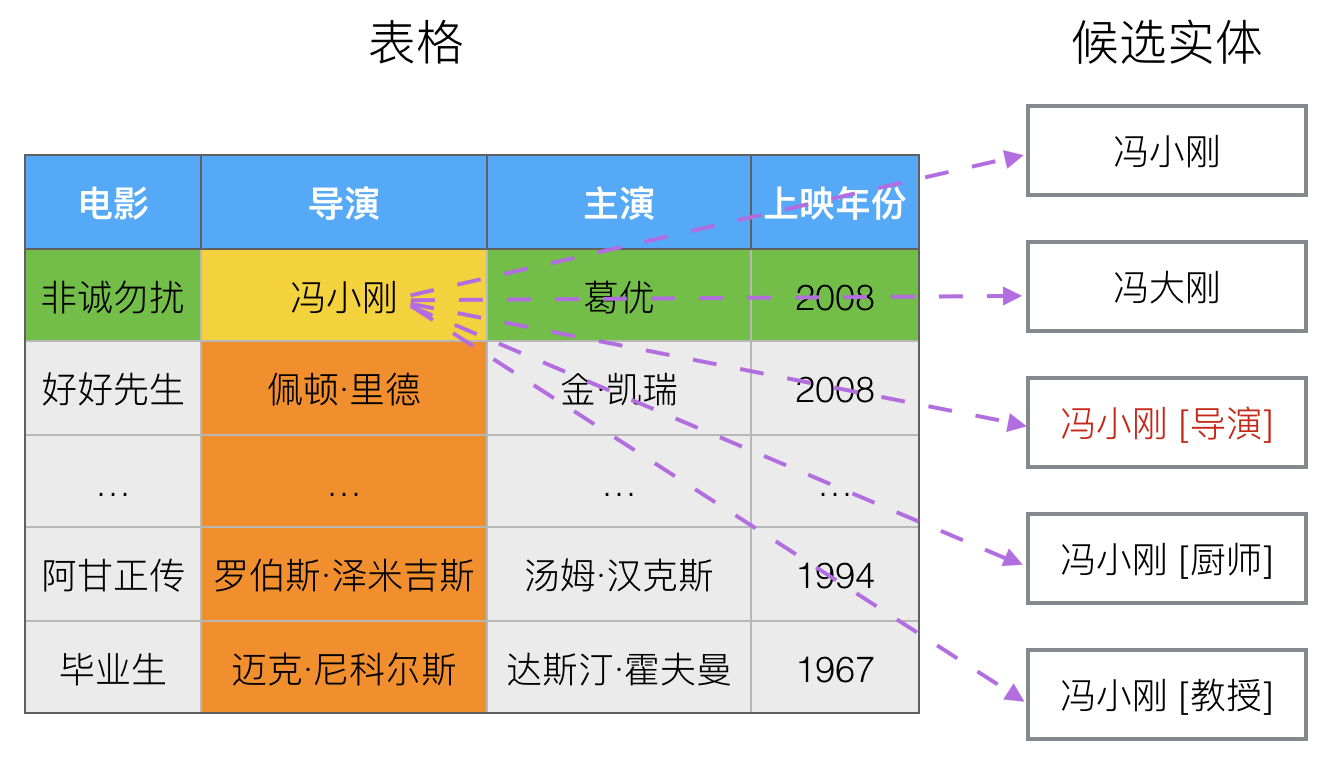 表格
候选实体
电影 导演 主演 上映年份
非诚勿扰 冯小刚 葛优 2008
好好先生 佩顿·里德 金·凯瑞 2008
… … … …
阿甘正传 罗伯斯·泽米吉斯 汤姆·汉克斯 1994
毕业生 迈克·尼科尔斯 达斯汀·霍夫曼 1967
冯小刚
冯大刚
冯小刚 [导演]
冯小刚 [厨师]
冯小刚 [教授]